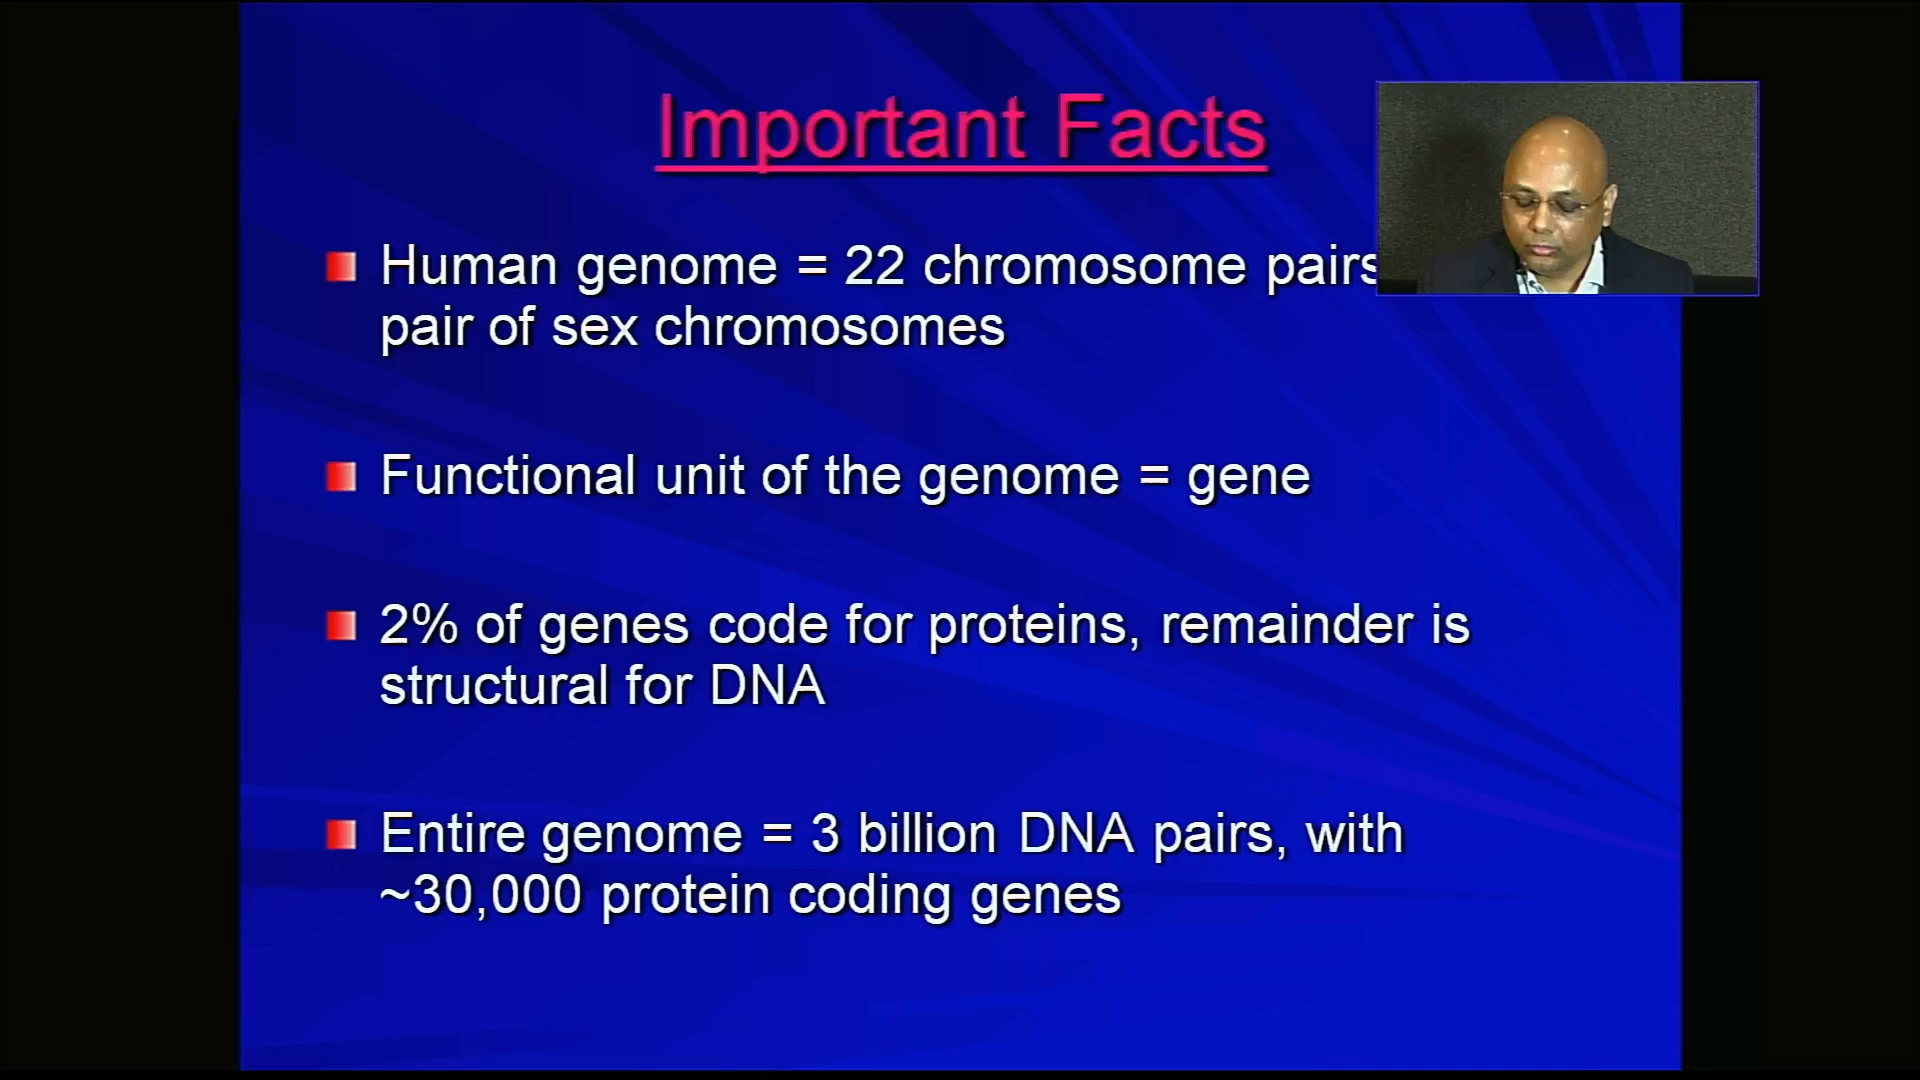 Important Facts
Human genome = 22 chromosome pairs
pair of sex chromosomes
Functional unit of the genome = gene
2% of genes code for proteins, remainder is
structural for DNA
Entire genome = 3 billion DNA pairs, with
~30,000 protein coding genes